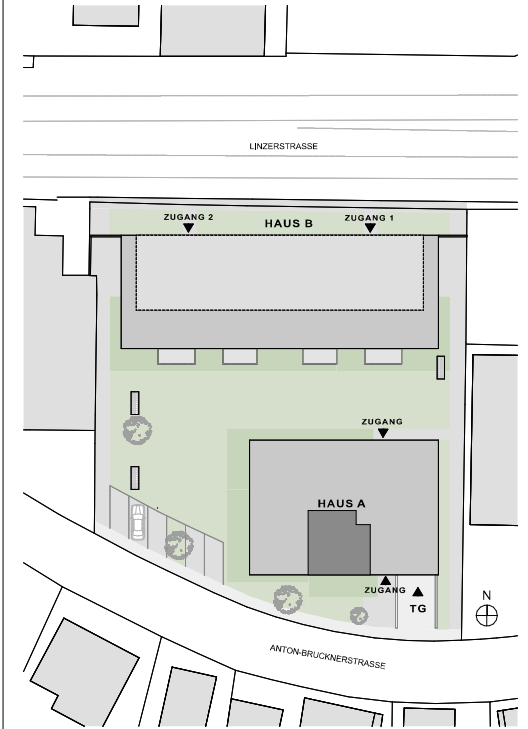 LINZERSTRASSE
ZUGANG 2
HAUS B
ZUGANG 1
ZUGANG
HAUS A
ZUGANG
TG
N
ANTON-BRUCKNERSTRASSE